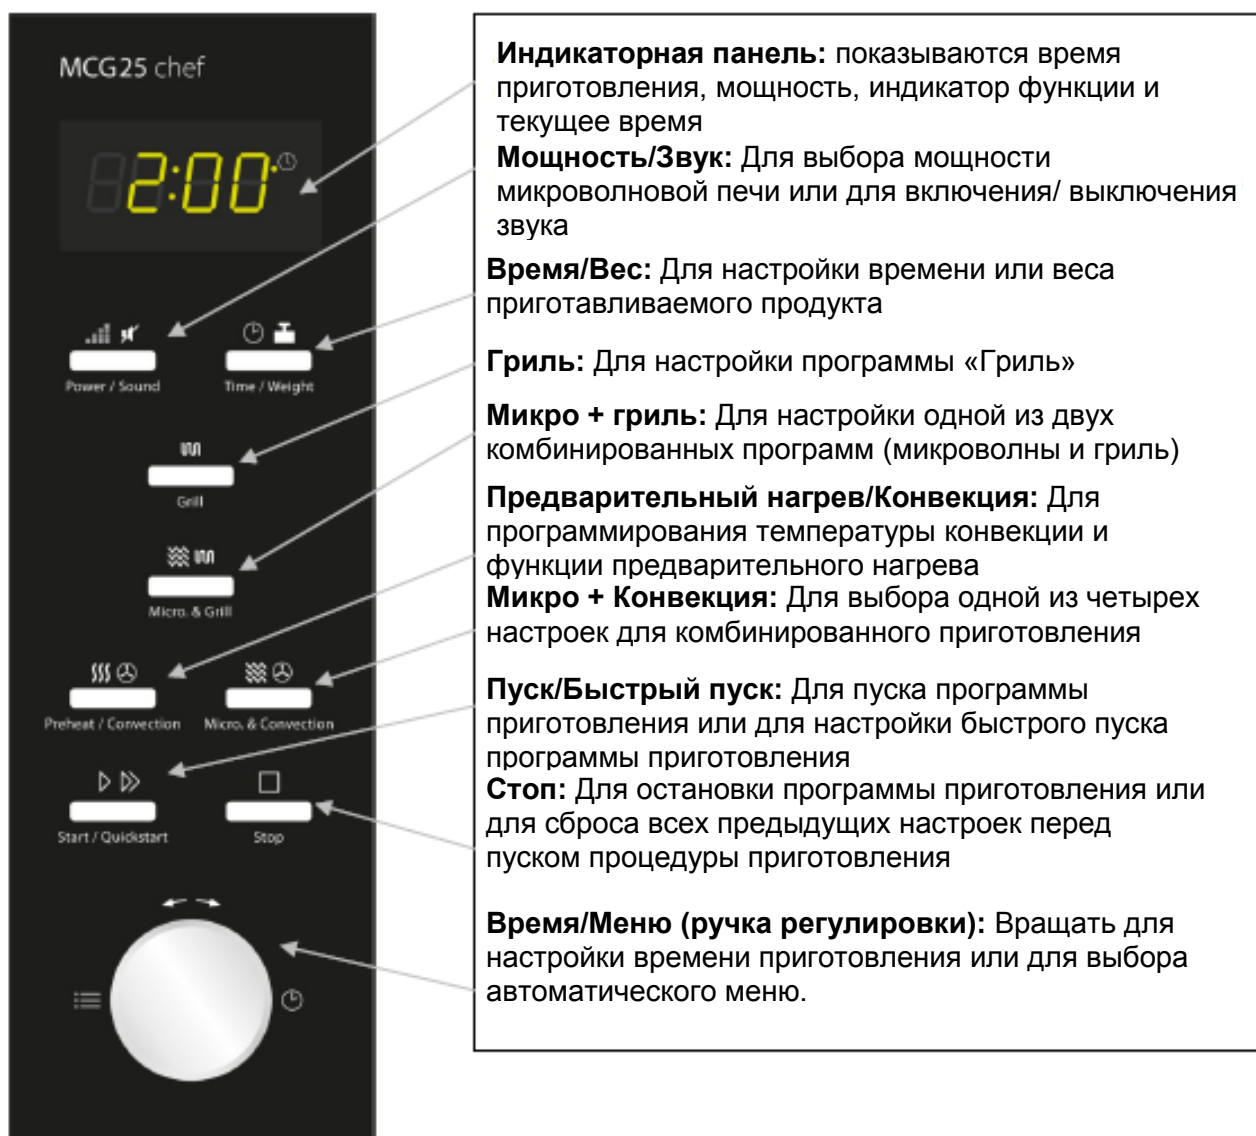 MCG25 chef
2:00
Power / Sound
Time / Weight
Grill
Micro. & Grill
Preheat / Convection
Micro. & Convection
Start / Quickstart
Stop
Индикаторная панель: показываются время
приготовления, мощность, индикатор функции и
текущее время
Мощность/Звук: Для выбора мощности
микроволновой печи или для включения/ выключения
звука
Время/Вес: Для настройки времени или веса
приготавливаемого продукта
Гриль: Для настройки программы «Гриль»
Микро + гриль: Для настройки одной из двух
комбинированных программ (микроволны и гриль)
Предварительный нагрев/Конвекция: Для
программирования температуры конвекции и
функции предварительного нагрева
Микро + Конвекция: Для выбора одной из четырех
настроек для комбинированного приготовления
Пуск/Быстрый пуск: Для пуска программы
приготовления или для настройки быстрого пуска
программы приготовления
Стоп: Для остановки программы приготовления или
для сброса всех предыдущих настроек перед
пуском процедуры приготовления
Время/Меню (ручка регулировки): Вращать для
настройки времени приготовления или для выбора
автоматического меню.